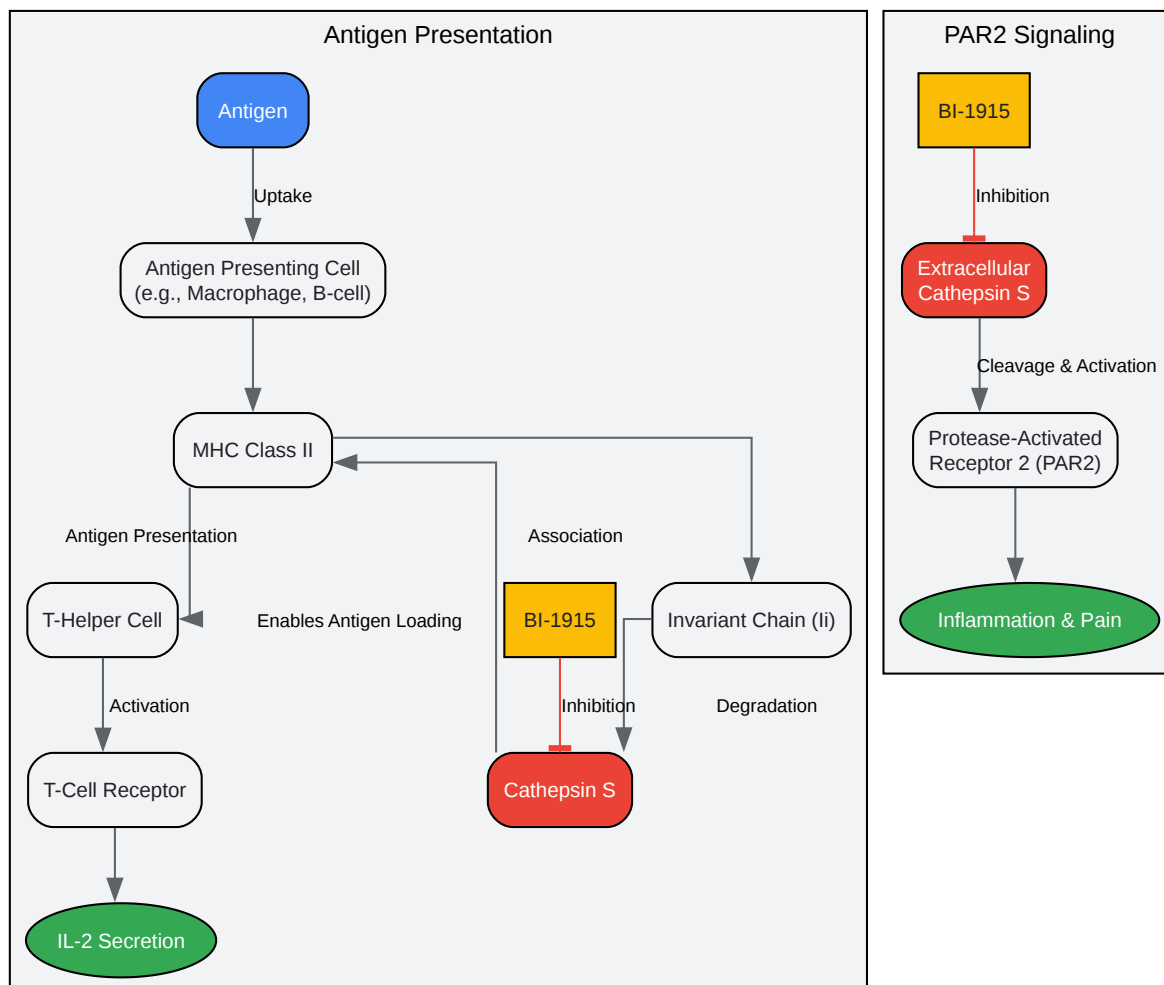 Antigen Presentation
Antigen
Uptake
Antigen Presenting Cell
(e.g., Macrophage, B-cell)
MHC Class II
Antigen Presentation
Association
T-Helper Cell
Enables Antigen Loading
BI-1915
Invariant Chain (Ii)
Activation
Inhibition
Degradation
T-Cell Receptor
Cathepsin S
IL-2 Secretion
PAR2 Signaling
BI-1915
Inhibition
Extracellular
Cathepsin S
Cleavage & Activation
Protease-Activated
Receptor 2 (PAR2)
Inflammation & Pain